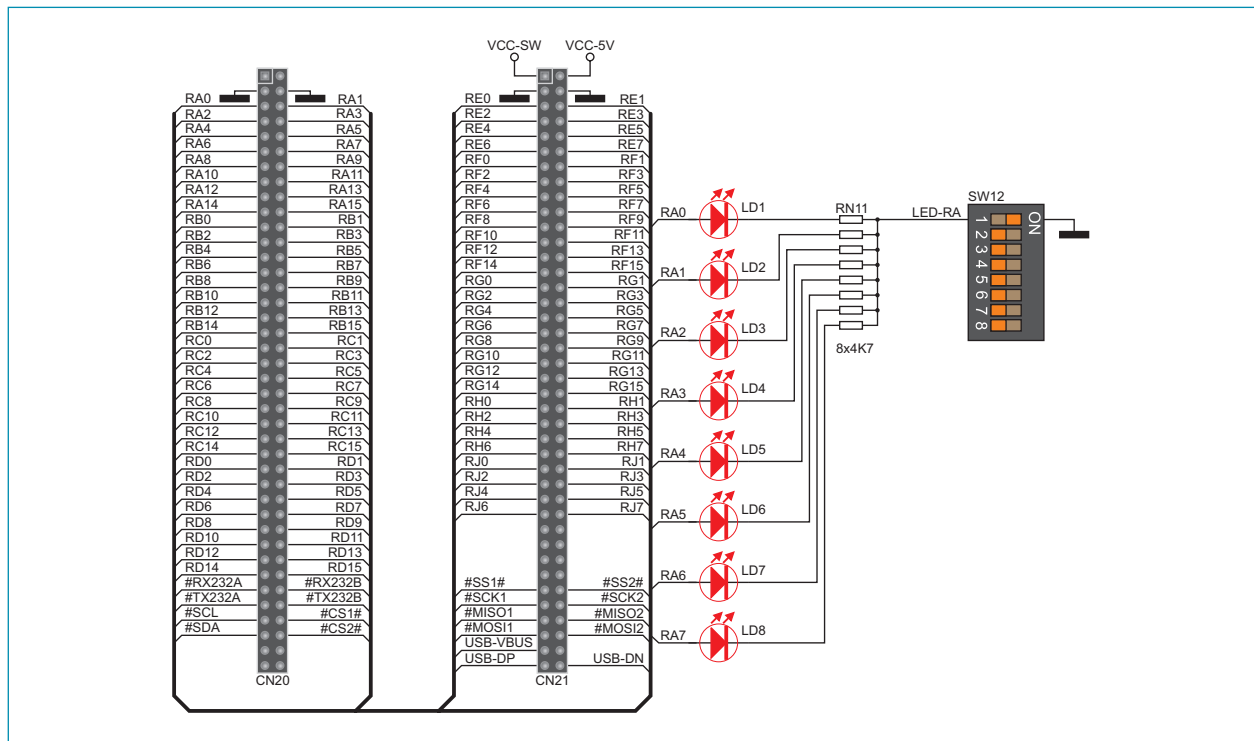 VCC-SW VCC-5V
RA0 RA1 RE0 RE1
RA2 RA3 RE2 RE3
RA4 RA5 RE4 RE5
RA6 RA7 RE6 RE7
RA8 RA9 RF0 RF1
RA10 RA11 RF2 RF3
RA12 RA13 RF4 RF5
RA14 RA15 RF6 RF7
RB0 RB1 RF8 RF9
RB2 RB3 RF10 RF11
RB4 RB5 RF12 RF13
RB6 RB7 RF14 RF15
RB8 RB9 RG0 RG1
RB10 RB11 RG2 RG3
RB12 RB13 RG4 RG5
RB14 RB15 RG6 RG7
RC0 RC1 RG8 RG9
RC2 RC3 RG10 RG11
RC4 RC5 RG12 RG13
RC6 RC7 RG14 RG15
RC8 RC9 RH0 RH1
RC10 RC11 RH2 RH3
RC12 RC13 RH4 RH5
RC14 RC15 RH6 RH7
RD0 RD1 RJ0 RJ1
RD2 RD3 RJ2 RJ3
RD4 RD5 RJ4 RJ5
RD6 RD7 RJ6 RJ7
RD8 RD9
RD10 RD11
RD12 RD13
RD14 RD15
#RX232A #RX232B #SS1# #SS2#
#TX232A #TX232B #SCK1 #SCK2
#SCL #CS1# #MISO1 #MISO2
#SDA #CS2# #MOSI1 #MOSI2
USB-VBUS
USB-DP USB-DN
CN20 CN21
RA0 LD1
RA1 LD2
RA2 LD3
RA3 LD4
RA4 LD5
RA5 LD6
RA6 LD7
RA7 LD8
RN11
8x4K7
LED-RA
SW12
ON
1
2
3
4
5
6
7
8